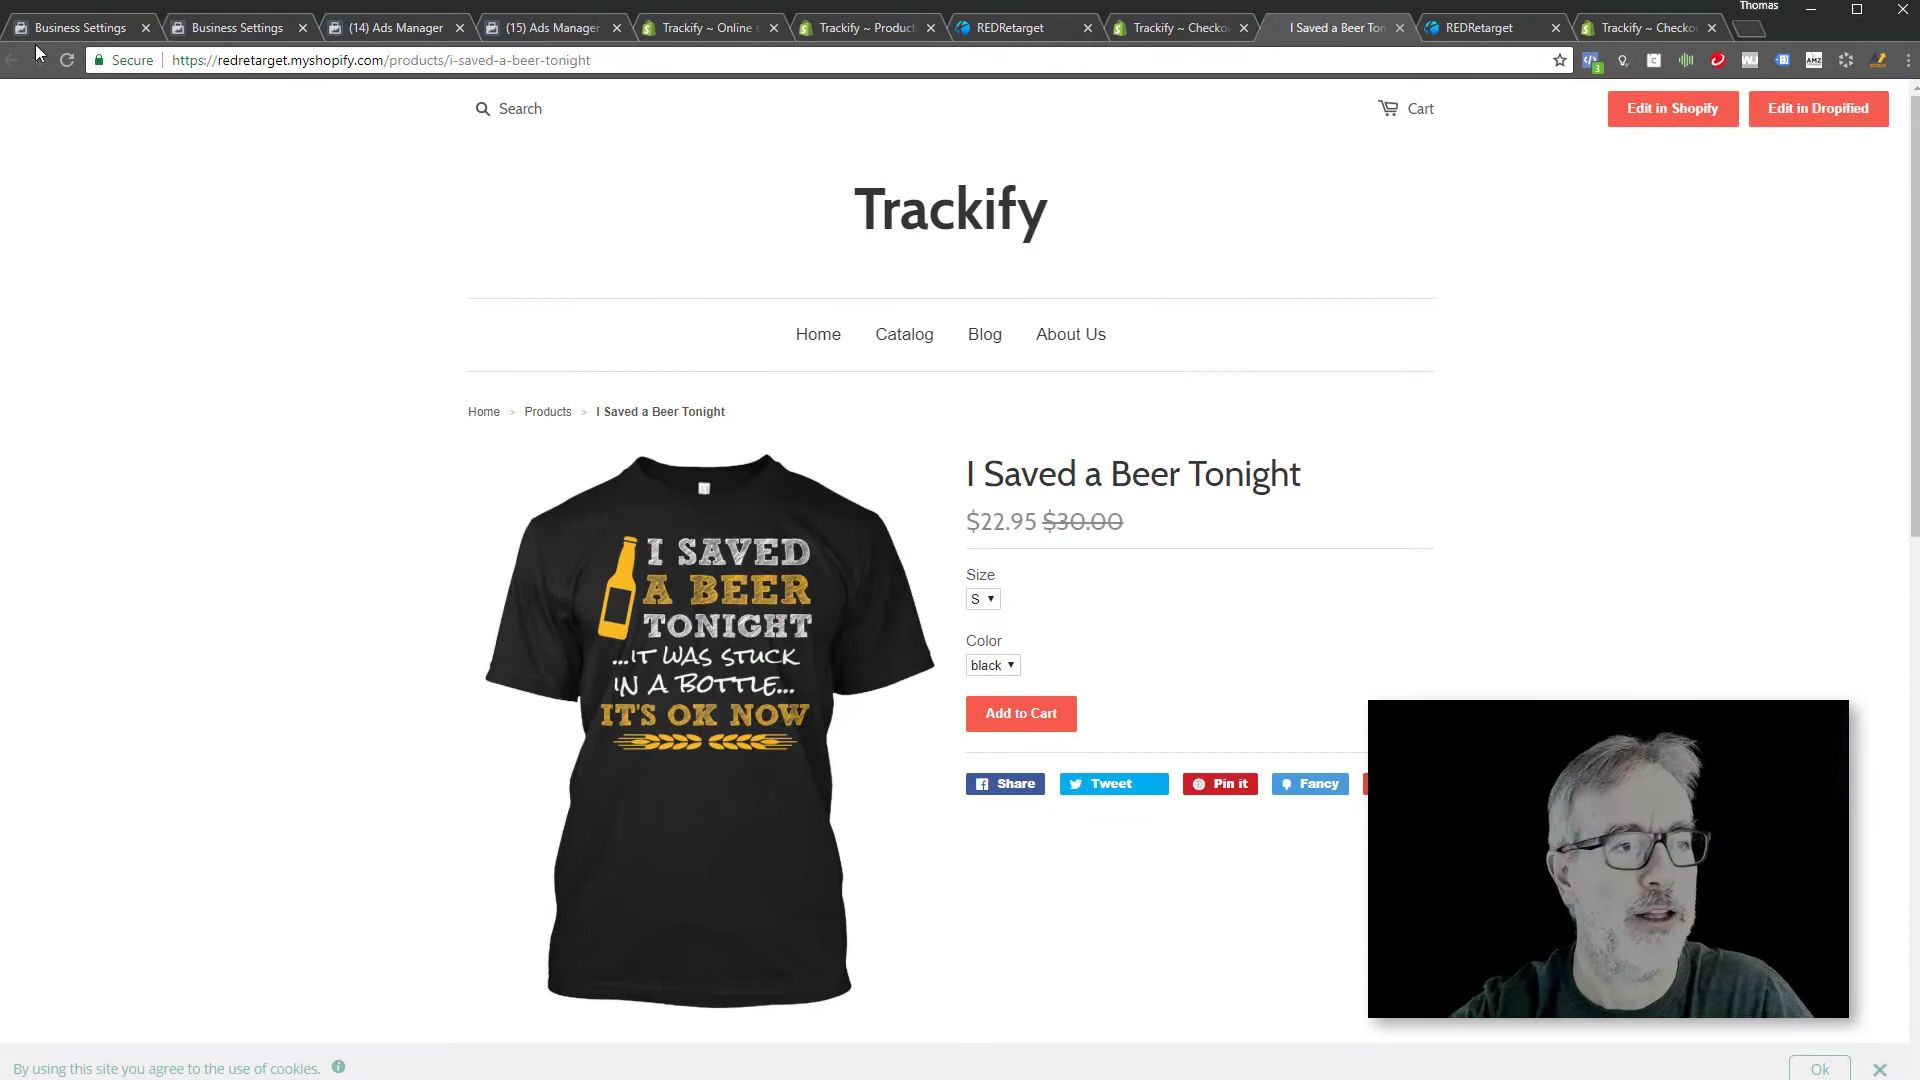 Thomas
Business Settings
Business Settings
(14) Ads Manager
(15) Ads Manager
Trackify ~ Online s
Trackify ~ Product
REDRetarget
Trackify ~ Checko
I Saved a Beer Ton
REDRetarget
Trackify ~ Checko
Secure
https://redretarget.myshopify.com/products/i-saved-a-beer-tonight
Search
Cart
Edit in Shopify
Edit in Dropified
Trackify
Home
Catalog
Blog
About Us
Home > Products > I Saved a Beer Tonight
I SAVED
A BEER
TONIGHT
...IT WAS STUCK
IN A BOTTLE...
IT'S OK NOW
I Saved a Beer Tonight
$22.95 $30.00
Size
S
Color
black
Add to Cart
Share
Tweet
Pin it
Fancy
By using this site you agree to the use of cookies.
Ok